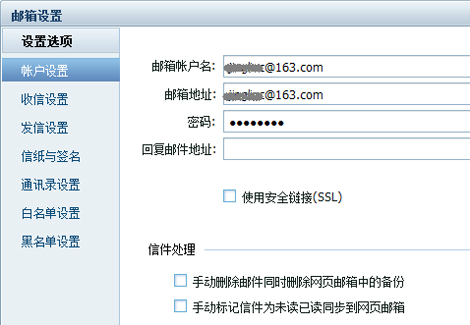 邮箱设置
设置选项
帐户设置
收信设置
发信设置
信纸与签名
通讯录设置
白名单设置
黑名单设置
邮箱帐户名: @163.com
邮箱地址: @163.com
密码: ●●●●●●●●
回复邮件地址:
使用安全链接(SSL)
信件处理
手动删除邮件同时删除网页邮箱中的备份
手动标记信件为未读已读同步到网页邮箱